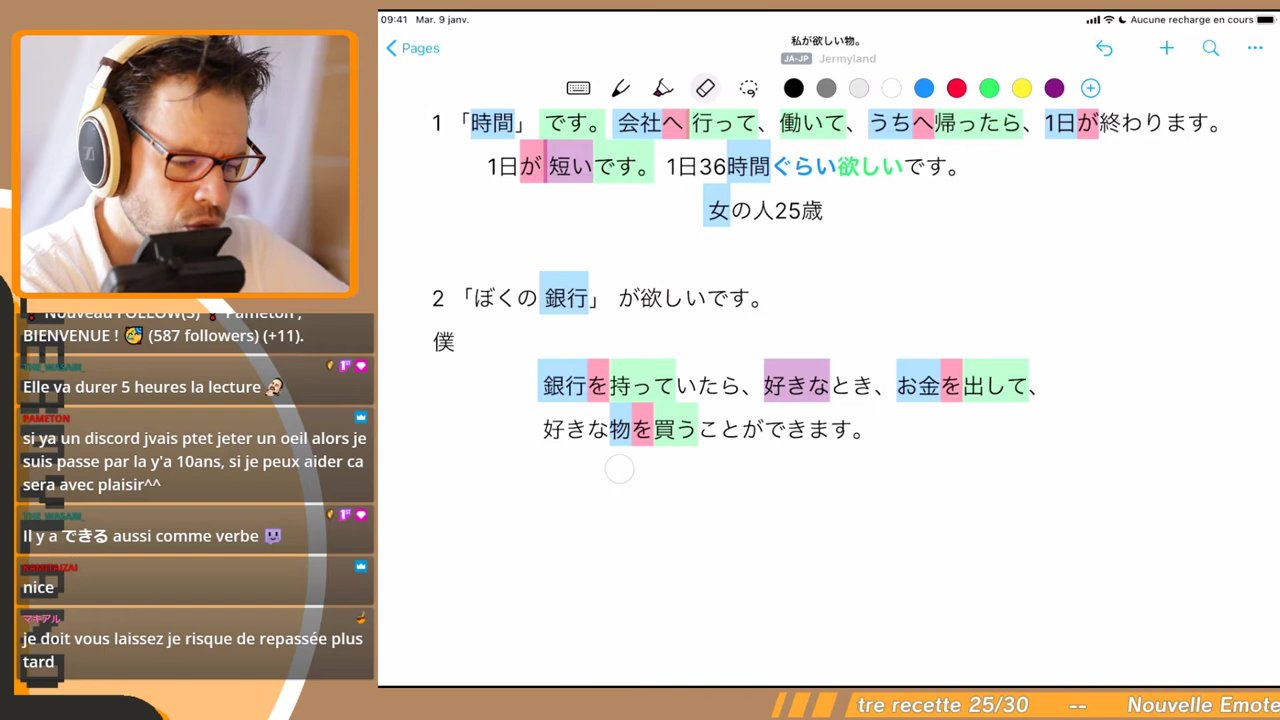 09:41 Mar. 9 janv.
Aucune recharge en cours
Pages
私が欲しい物。
JA-JP Jermyland
1 「時間」 です。 会社へ行って、働いて、うちへ帰ったら、1日が終わります。
1日が短いです。 1日36時間ぐらい欲しいです。
女の人25歳
2 「ぼくの銀行」 が欲しいです。
僕
銀行を持っていたら、好きなとき、お金を出して、
好きな物を買うことができます。
Nouveau FOLLOW(S) Pameton ,
BIENVENUE ! (587 followers) (+11).
THE_WASABI_
Elle va durer 5 heures la lecture
PAMETON
si ya un discord jvais ptet jeter un oeil alors je
suis passe par la y'a 10ans, si je peux aider ca
sera avec plaisir^^
THE_WASABI_
Il y a できる aussi comme verbe
nice
マキアル
je doit vous laissez je risque de repassée plus
tard
tre recette 25/30 -- Nouvelle Emote